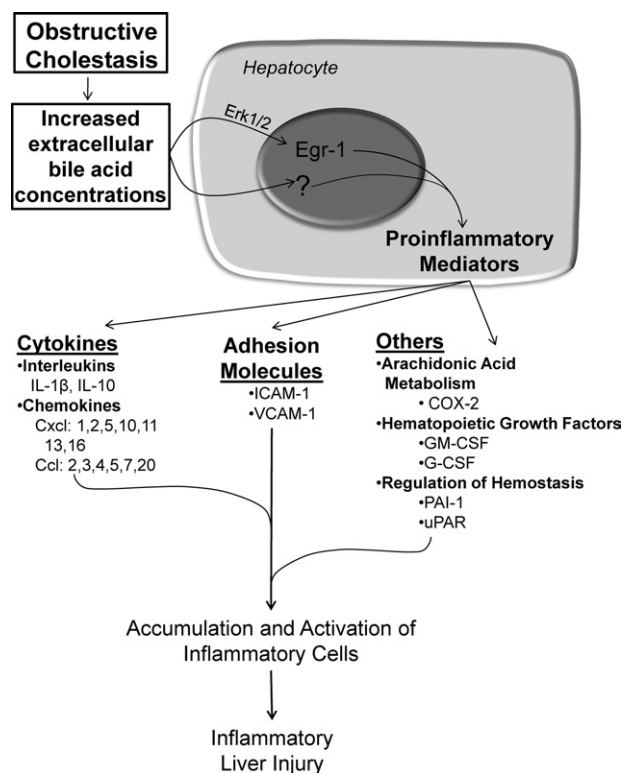 Obstructive
Cholestasis
Increased
extracellular
bile acid
concentrations
Hepatocyte
Erk1/2
Egr-1
?
Proinflammatory
Mediators
Cytokines
•Interleukins
IL-1β, IL-10
•Chemokines
Cxcl: 1,2,5,10,11
13,16
Ccl: 2,3,4,5,7,20
Adhesion
Molecules
•ICAM-1
•VCAM-1
Others
•Arachidonic Acid
Metabolism
• COX-2
•Hematopoietic Growth Factors
•GM-CSF
•G-CSF
•Regulation of Hemostasis
•PAI-1
•uPAR
Accumulation and Activation of
Inflammatory Cells
Inflammatory
Liver Injury